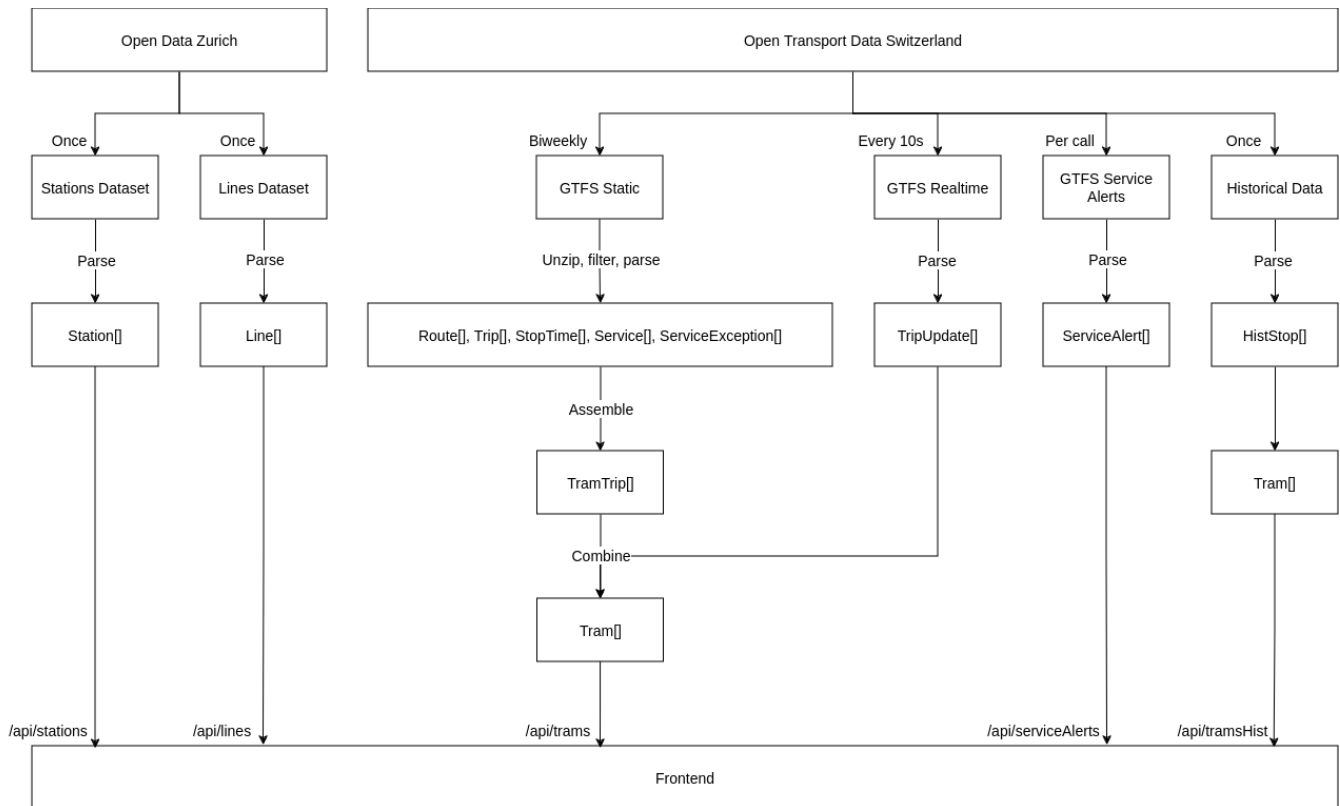 Open Data Zurich
Open Transport Data Switzerland
Once
Once
Biweekly
Every 10s
Per call
Once
Stations Dataset
Lines Dataset
GTFS Static
GTFS Realtime
GTFS Service
Alerts
Historical Data
Parse
Parse
Unzip, filter, parse
Parse
Parse
Parse
Station[]
Line[]
Route[], Trip[], StopTime[], Service[], ServiceException[]
TripUpdate[]
ServiceAlert[]
HistStop[]
Assemble
TramTrip[]
Tram[]
Combine
Tram[]
/api/stations
/api/lines
/api/trams
/api/serviceAlerts
/api/tramsHist
Frontend